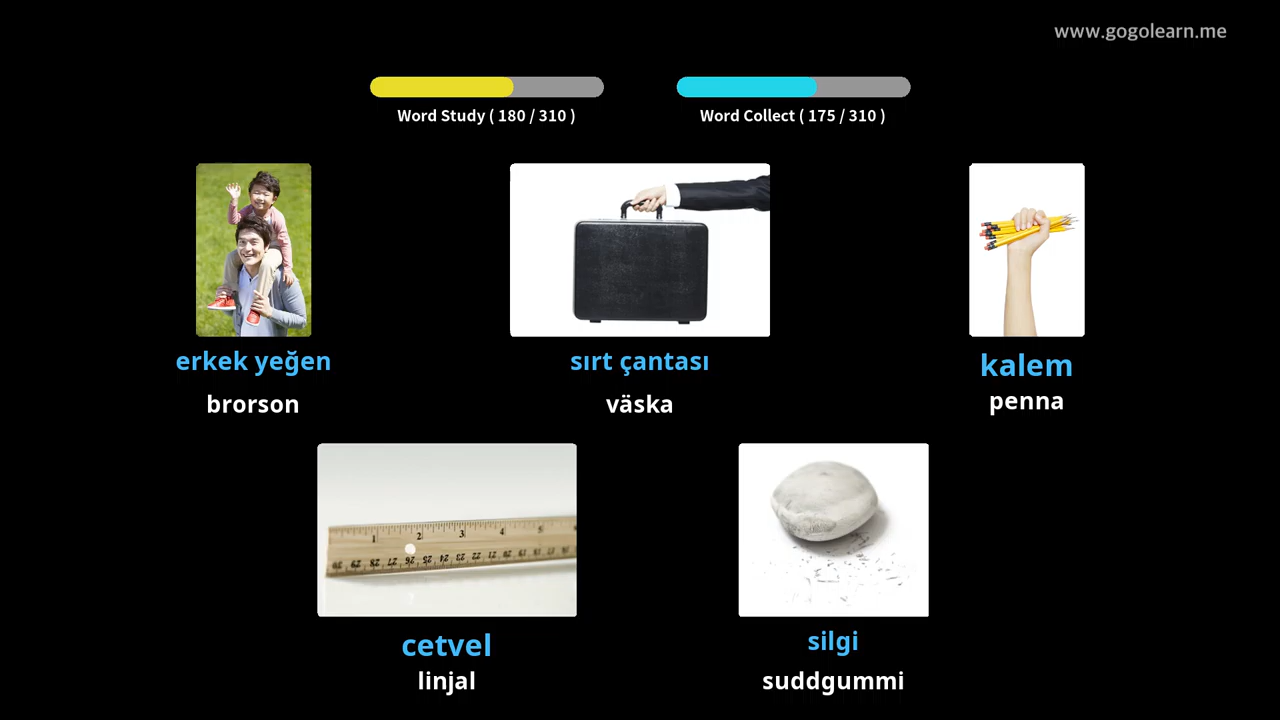 www.gogolearn.me
Word Study ( 180 / 310 )
Word Collect ( 175 / 310 )
erkek yeğen
brorson
sırt çantası
väska
kalem
penna
cetvel
linjal
silgi
suddgummi